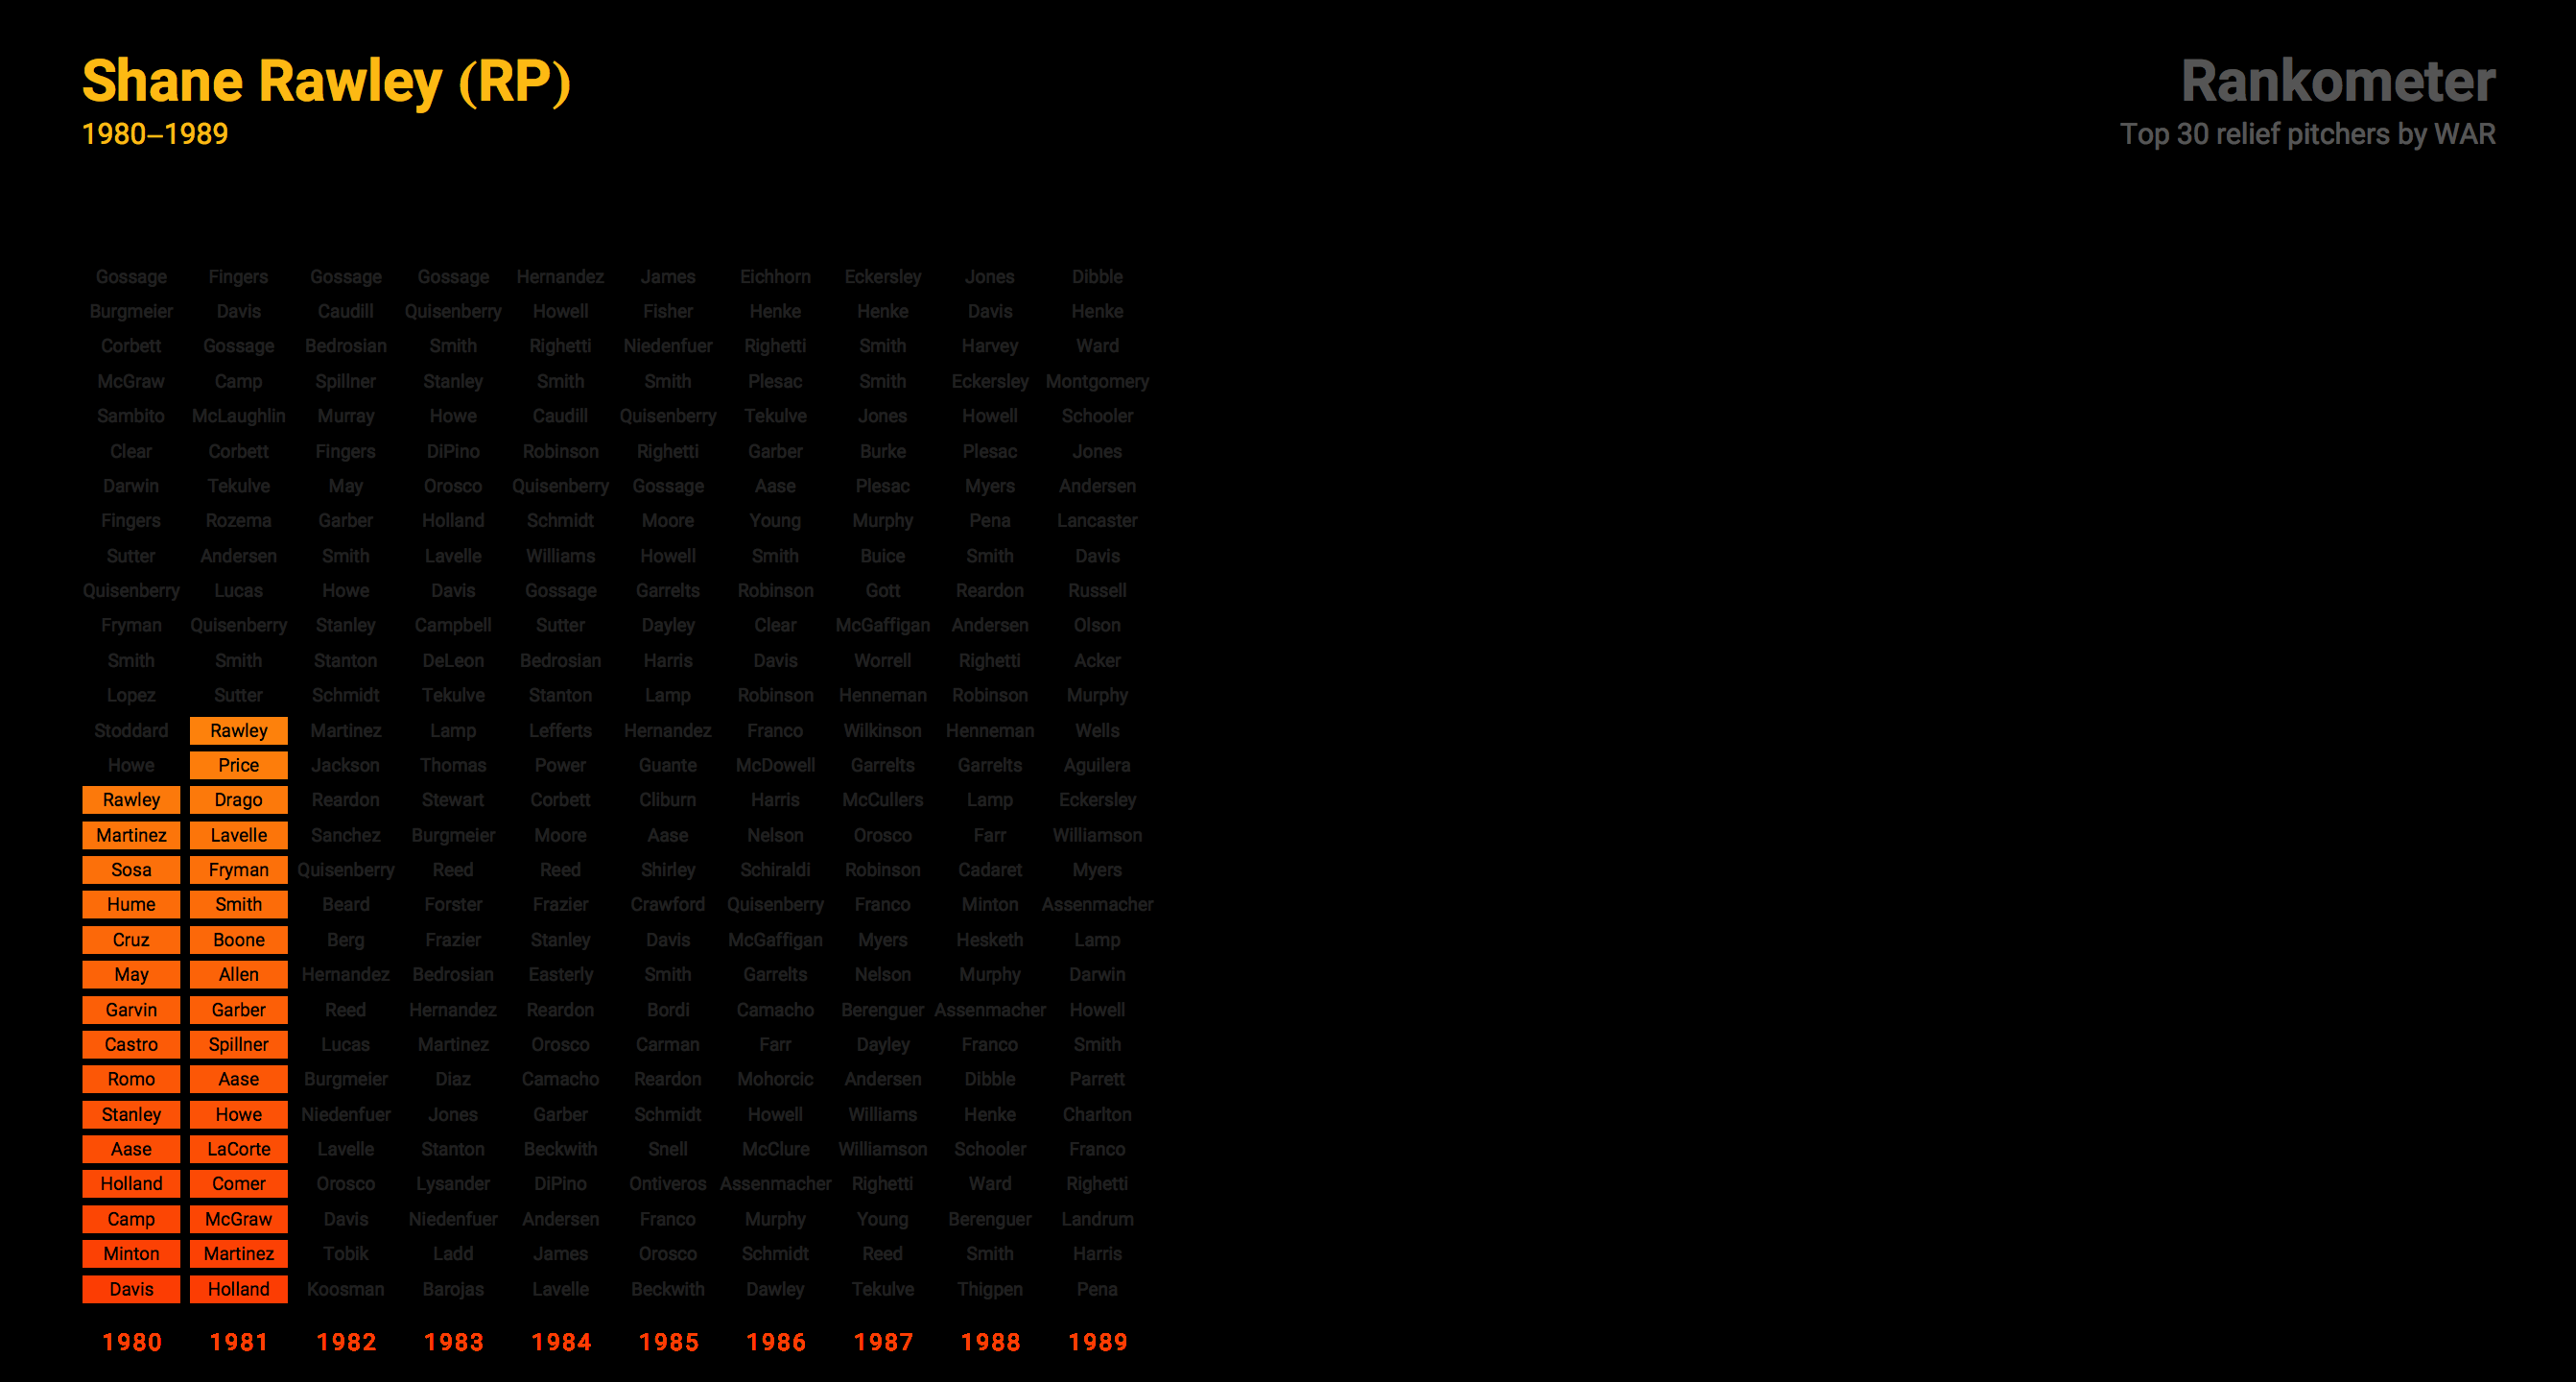 Shane Rawley (RP)
1980–1989
Rankometer
Top 30 relief pitchers by WAR
Gossage Fingers Gossage Gossage Hernandez James Eichhorn Eckersley Jones Dibble
Burgmeier Davis Caudill Quisenberry Howell Fisher Henke Henke Davis Henke
Corbett Gossage Bedrosian Smith Righetti Niedenfuer Righetti Smith Harvey Ward
McGraw Camp Spillner Stanley Smith Smith Plesac Smith Eckersley Montgomery
Sambito McLaughlin Murray Howe Caudill Quisenberry Tekulve Jones Howell Schooler
Clear Corbett Fingers DiPino Robinson Righetti Garber Burke Plesac Jones
Darwin Tekulve May Orosco Quisenberry Gossage Aase Plesac Myers Andersen
Fingers Rozema Garber Holland Schmidt Moore Young Murphy Pena Lancaster
Sutter Andersen Smith Lavelle Williams Howell Smith Buice Smith Davis
Quisenberry Lucas Howe Davis Gossage Garrelts Robinson Gott Reardon Russell
Fryman Quisenberry Stanley Campbell Sutter Dayley Clear McGaffigan Andersen Olson
Smith Smith Stanton DeLeon Bedrosian Harris Davis Worrell Righetti Acker
Lopez Sutter Schmidt Tekulve Stanton Lamp Robinson Henneman Robinson Murphy
Stoddard Rawley Martinez Lamp Lefferts Hernandez Franco Wilkinson Henneman Wells
Howe Price Jackson Thomas Power Guante McDowell Garrelts Garrelts Aguilera
Rawley Drago Reardon Stewart Corbett Cliburn Harris McCullers Lamp Eckersley
Martinez Lavelle Sanchez Burgmeier Moore Aase Nelson Orosco Farr Williamson
Sosa Fryman Quisenberry Reed Reed Shirley Schiraldi Robinson Cadaret Myers
Hume Smith Beard Forster Frazier Crawford Quisenberry Franco Minton Assenmacher
Cruz Boone Berg Frazier Stanley Davis McGaffigan Myers Hesketh Lamp
May Allen Hernandez Bedrosian Easterly Smith Garrelts Nelson Murphy Darwin
Garvin Garber Reed Hernandez Reardon Bordi Camacho Berenguer Assenmacher Howell
Castro Spillner Lucas Martinez Orosco Carman Farr Dayley Franco Smith
Romo Aase Burgmeier Diaz Camacho Reardon Mohorcic Andersen Dibble Parrett
Stanley Howe Niedenfuer Jones Garber Schmidt Howell Williams Henke Charlton
Aase LaCorte Lavelle Stanton Beckwith Snell McClure Williamson Schooler Franco
Holland Comer Orosco Lysander DiPino Ontiveros Assenmacher Righetti Ward Righetti
Camp McGraw Davis Niedenfuer Andersen Franco Murphy Young Berenguer Landrum
Minton Martinez Tobik Ladd James Orosco Schmidt Reed Smith Harris
Davis Holland Koosman Barojas Lavelle Beckwith Dawley Tekulve Thigpen Pena
1980 1981 1982 1983 1984 1985 1986 1987 1988 1989